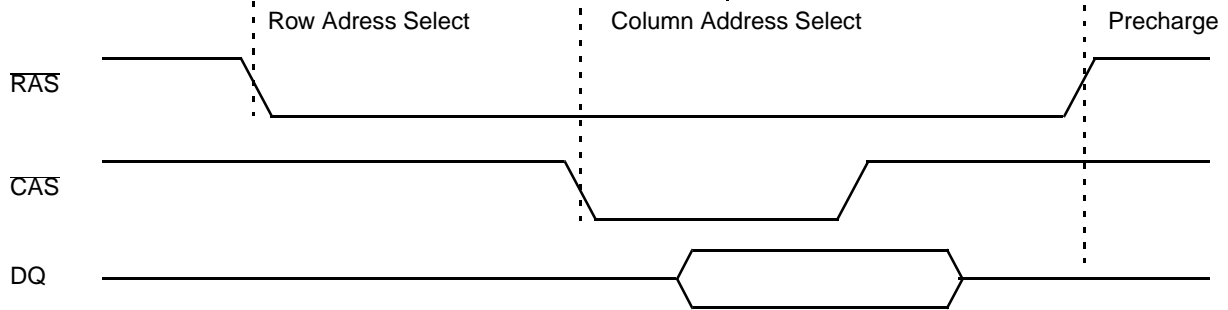 Row Adress Select
Column Address Select
Precharge
RAS
CAS
DQ